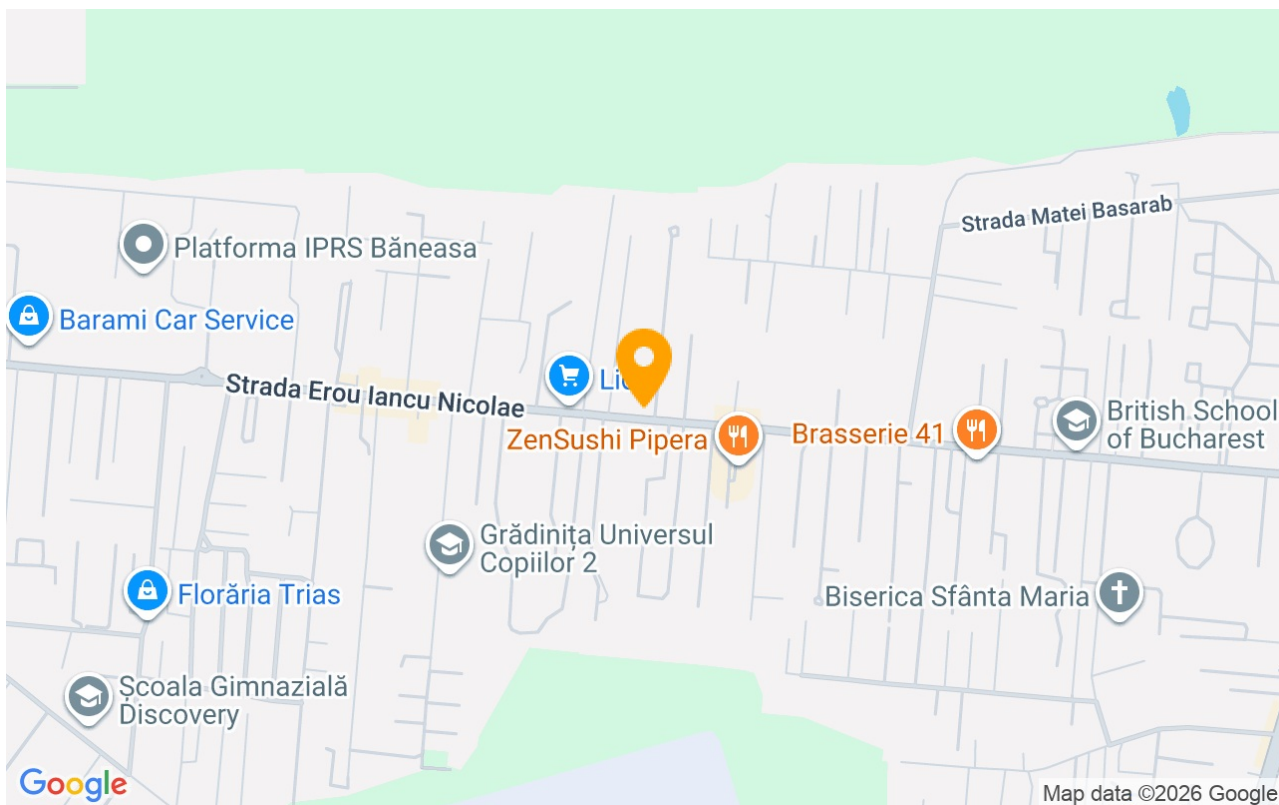 Strada Matei Basarab
Platforma IPRS Băneasa
Barami Car Service
Strada Erou Iancu Nicolae
ZenSushi Pipera
Brasserie 41
British School
of Bucharest
Grădinița Universul
Copiilor 2
Florăria Trias
Biserica Sfânta Maria
Școala Gimnazială
Discovery
Google
Map data ©2026 Google